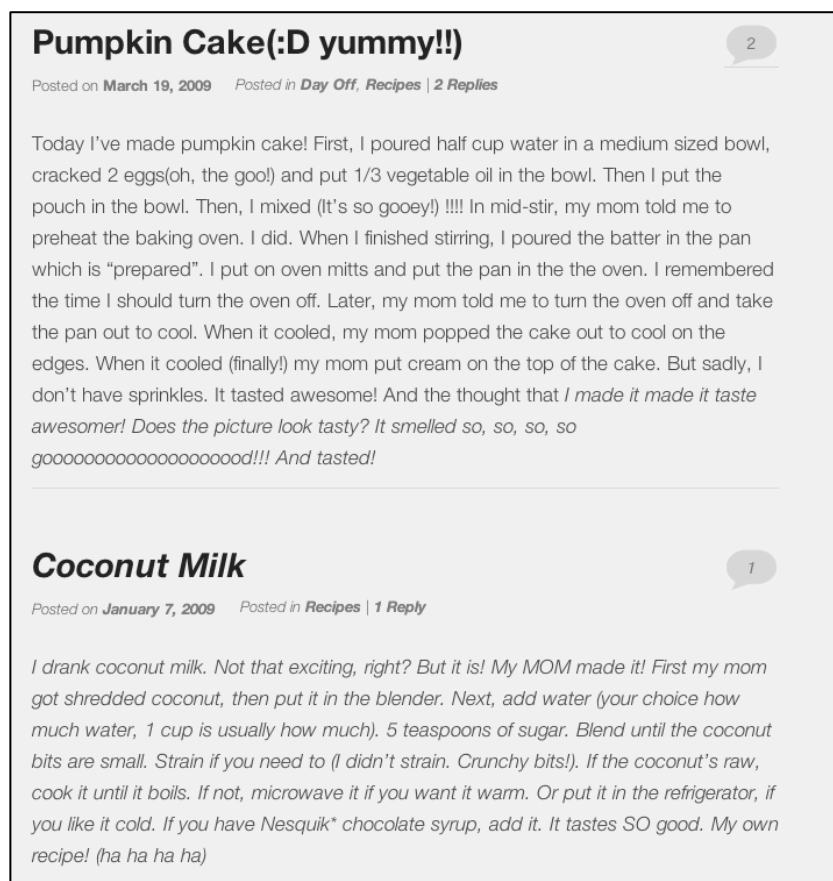 Pumpkin Cake(:D yummy!!)
2
Posted on March 19, 2009 Posted in Day Off, Recipes | 2 Replies
Today I’ve made pumpkin cake! First, I poured half cup water in a medium sized bowl,
cracked 2 eggs(oh, the goo!) and put 1/3 vegetable oil in the bowl. Then I put the
pouch in the bowl. Then, I mixed (It’s so gooey!) !!!! In mid-stir, my mom told me to
preheat the baking oven. I did. When I finished stirring, I poured the batter in the pan
which is “prepared”. I put on oven mitts and put the pan in the the oven. I remembered
the time I should turn the oven off. Later, my mom told me to turn the oven off and take
the pan out to cool. When it cooled, my mom popped the cake out to cool on the
edges. When it cooled (finally!) my mom put cream on the top of the cake. But sadly, I
don’t have sprinkles. It tasted awesome! And the thought that I made it made it taste
awesomer! Does the picture look tasty? It smelled so, so, so, so
goooooooooooooooooooood!!! And tasted!
Coconut Milk
1
Posted on January 7, 2009 Posted in Recipes | 1 Reply
I drank coconut milk. Not that exciting, right? But it is! My MOM made it! First my mom
got shredded coconut, then put it in the blender. Next, add water (your choice how
much water, 1 cup is usually how much). 5 teaspoons of sugar. Blend until the coconut
bits are small. Strain if you need to (I didn’t strain. Crunchy bits!). If the coconut’s raw,
cook it until it boils. If not, microwave it if you want it warm. Or put it in the refrigerator, if
you like it cold. If you have Nesquik* chocolate syrup, add it. It tastes SO good. My own
recipe! (ha ha ha ha)